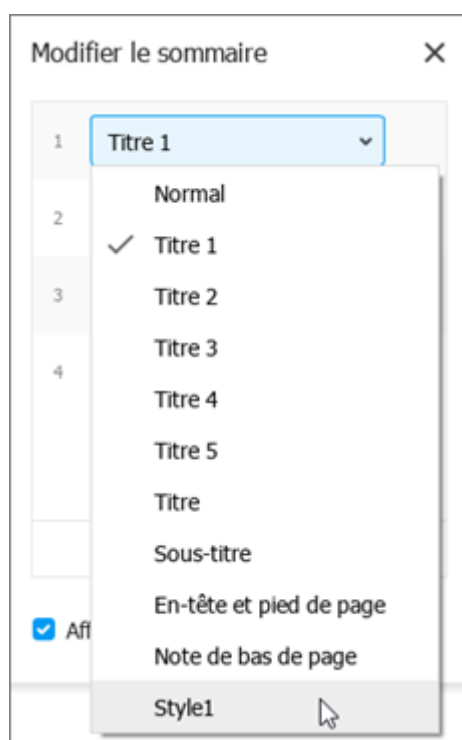 Modifier le sommaire
1 Titre 1
Normal
2
Titre 1
3 Titre 2
Titre 3
4
Titre 4
Titre 5
Titre
Sous-titre
En-tête et pied de page
Aff
Note de bas de page
Style1